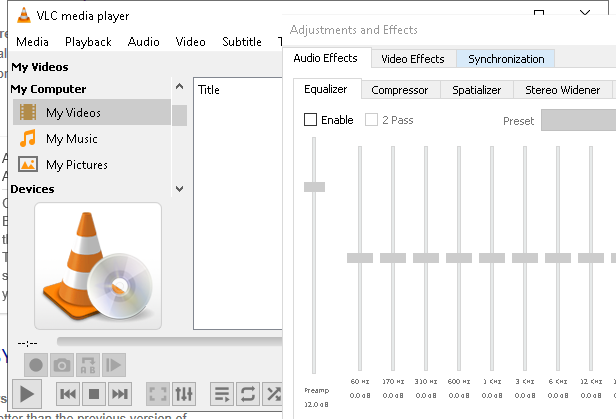 VLC media player
Media Playback Audio Video Subtitle T
My Videos
My Computer
My Videos
My Music
My Pictures
Devices
Title
--:--
Adjustments and Effects
Audio Effects Video Effects Synchronization
Equalizer Compressor Spatializer Stereo Widener
Enable 2 Pass Preset
60 Hz 170 Hz 310 Hz 600 Hz 1 KHz 3 KHz 6 KHz 12 KHz
Preamp 0.0 dB 0.0 dB 0.0 dB 0.0 dB 0.0 dB 0.0 dB 0.0 dB 0.0 dB
12.0 dB
better than the previous version of